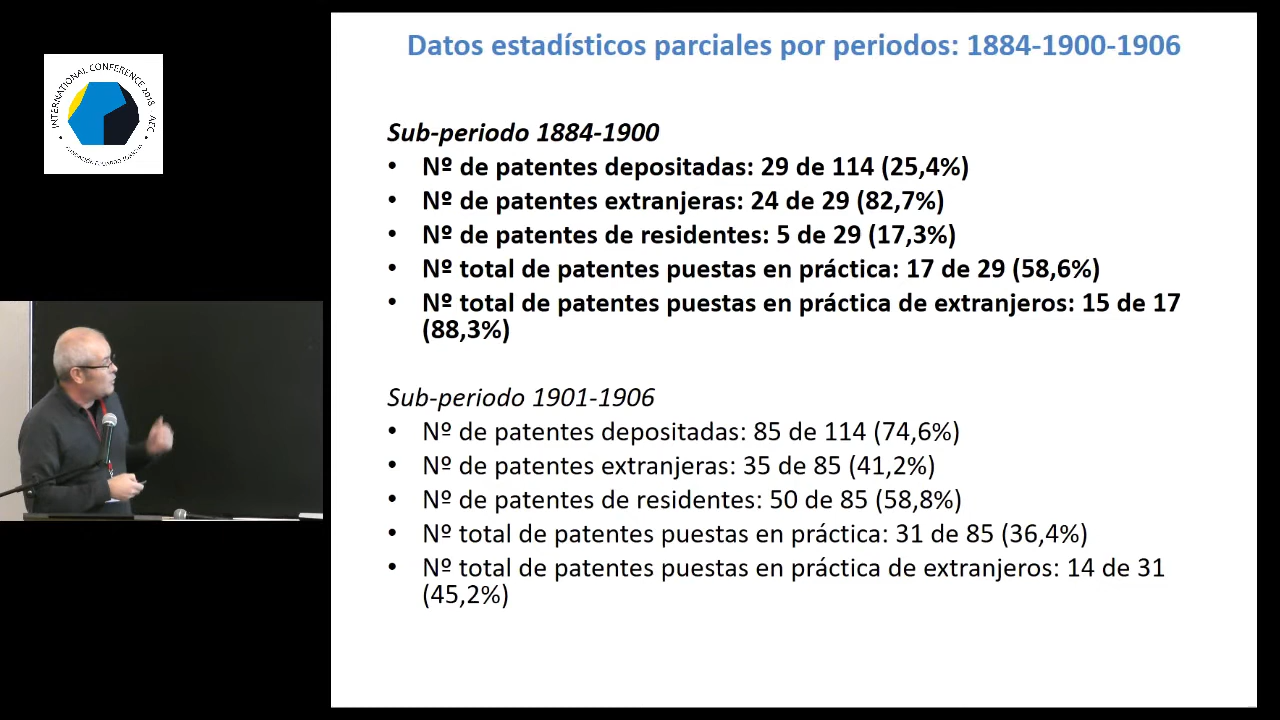 Datos estadísticos parciales por periodos: 1884-1900-1906
INTERNATIONAL CONFERENCE 2018 · AZC ·
Sub-periodo 1884-1900
• Nº de patentes depositadas: 29 de 114 (25,4%)
• Nº de patentes extranjeras: 24 de 29 (82,7%)
• Nº de patentes de residentes: 5 de 29 (17,3%)
• Nº total de patentes puestas en práctica: 17 de 29 (58,6%)
• Nº total de patentes puestas en práctica de extranjeros: 15 de 17
(88,3%)
Sub-periodo 1901-1906
• Nº de patentes depositadas: 85 de 114 (74,6%)
• Nº de patentes extranjeras: 35 de 85 (41,2%)
• Nº de patentes de residentes: 50 de 85 (58,8%)
• Nº total de patentes puestas en práctica: 31 de 85 (36,4%)
• Nº total de patentes puestas en práctica de extranjeros: 14 de 31
(45,2%)